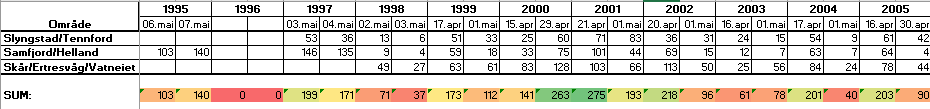 1995 1996 1997 1998 1999 2000 2001 2002 2003 2004 2005
Område 06.mai 07.mai 03.mai 04.mai 02.mai 03.mai 17.apr 01.mai 15.apr 29.apr 21.apr 01.mai 20.apr 01.mai 16.apr 01.mai 17.apr 01.mai 16.apr 30.apr
Slyngstad/Tennford 53 36 13 6 51 33 25 60 71 83 36 31 24 15 54 9 61 42
Samfjord/Helland 103 140 146 135 9 4 59 18 33 75 101 44 69 15 12 7 63 7 64 4
Skår/Ertresvåg/Vatneiet 49 27 63 61 83 128 103 66 113 50 25 56 84 24 78 44
SUM: 103 140 0 0 199 171 71 37 173 112 141 263 275 193 218 96 61 78 201 40 203 90